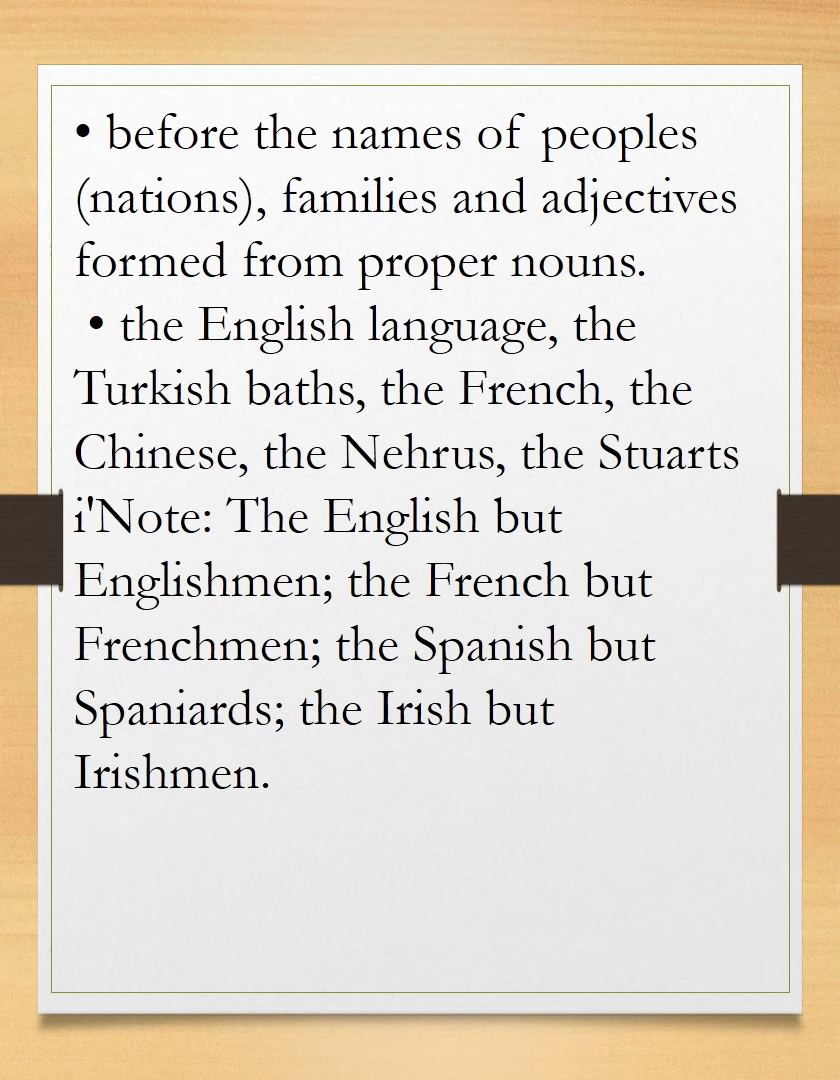 • before the names of peoples
(nations), families and adjectives
formed from proper nouns.
• the English language, the
Turkish baths, the French, the
Chinese, the Nehrus, the Stuarts
i'Note: The English but
Englishmen; the French but
Frenchmen; the Spanish but
Spaniards; the Irish but
Irishmen.